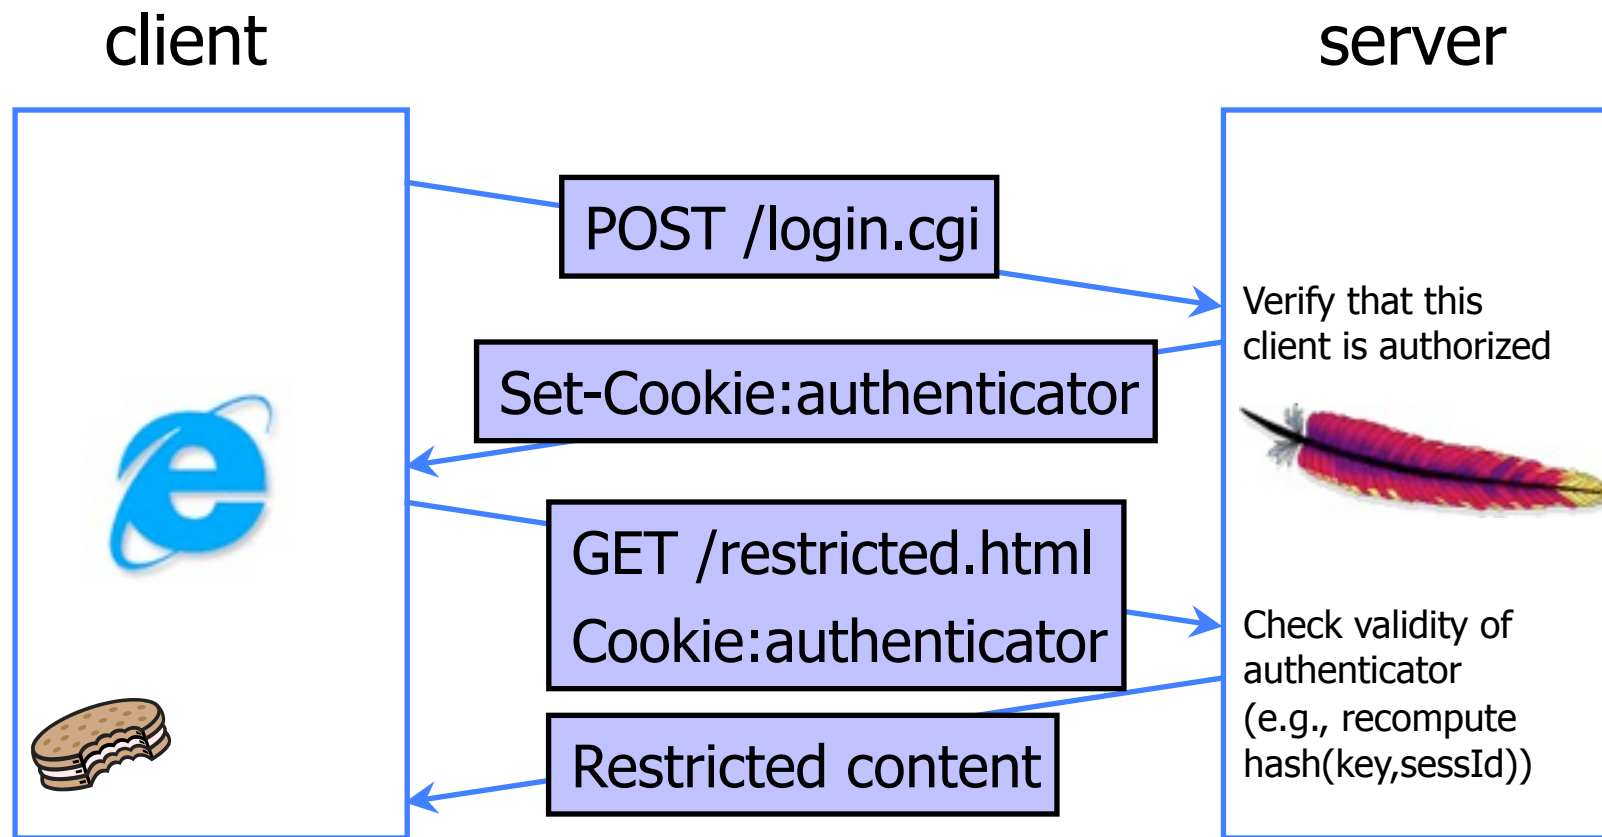 client
server
POST /login.cgi
Verify that this
client is authorized
Set-Cookie:authenticator
GET /restricted.html
Cookie:authenticator
Check validity of
authenticator
(e.g., recompute
hash(key,sessId))
Restricted content